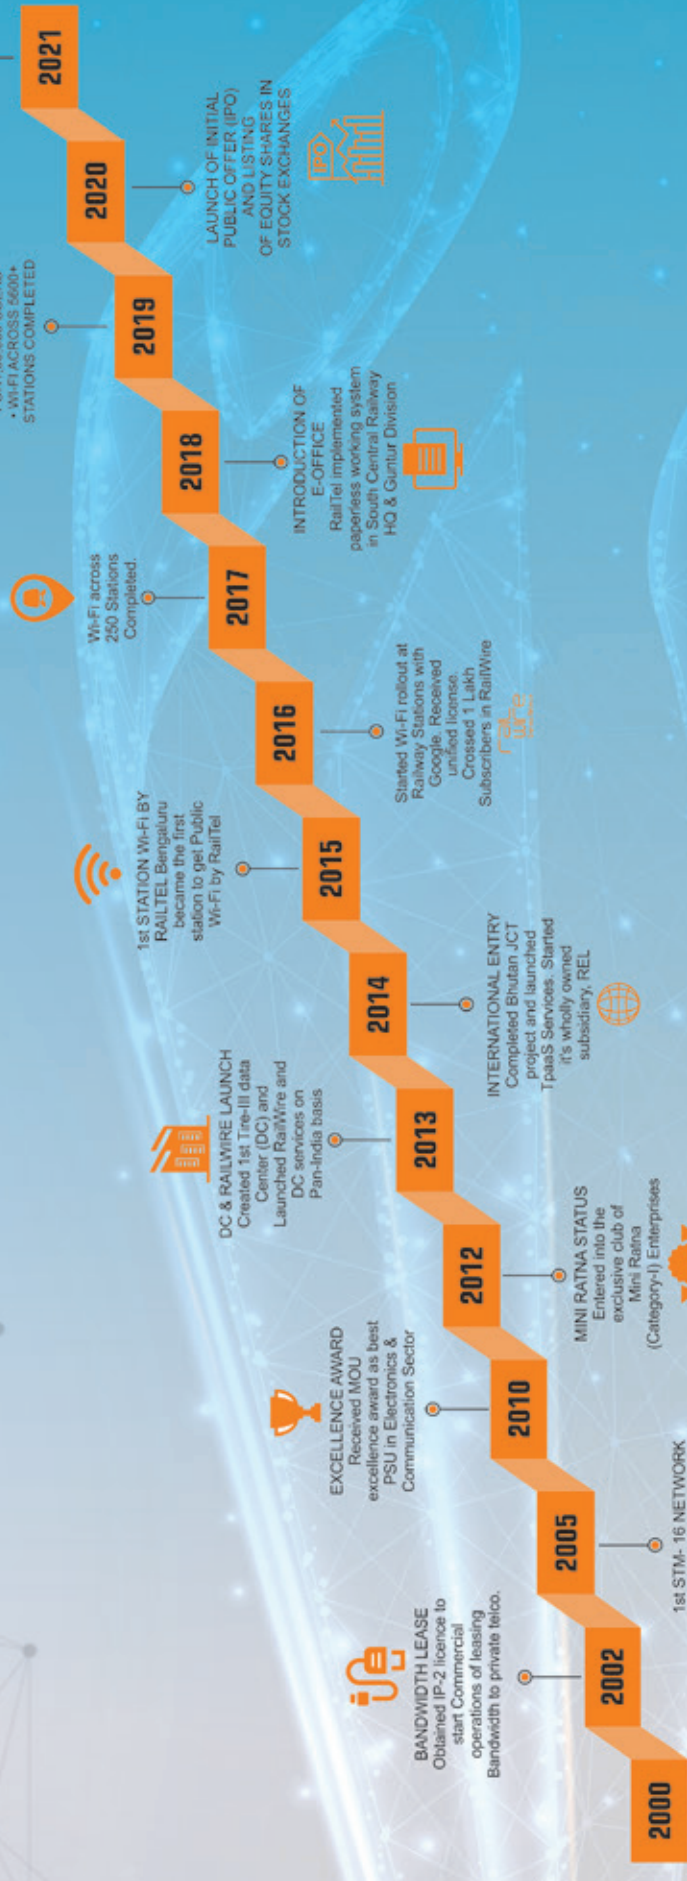 2000
2002
BANDWIDTH LEASE
Obtained IP-2 licence to
start Commercial
operations of leasing
Bandwidth to private telco.
2005
1st STM- 16 NETWORK
2010
EXCELLENCE AWARD
Received MOU
excellence award as best
PSU in Electronics &
Communication Sector
2012
MINI RATNA STATUS
Entered into the
exclusive club of
Mini Ratna
(Category-I) Enterprises
2013
DC & RAILWIRE LAUNCH
Created 1st Tire-III data
Center (DC) and
Launched RailWire and
DC services on
Pan-India basis
2014
INTERNATIONAL ENTRY
Completed Bhutan JCT
project and launched
TpaaS Services. Started
it's wholly owned
subsidiary, REL
2015
1st STATION Wi-Fi BY
RAILTEL Bengaluru
became the first
station to get Public
Wi-Fi by RailTel
2016
Started Wi-Fi rollout at
Railway Stations with
Google. Received
unified license.
Crossed 1 Lakh
Subscribers in RailWire
2017
Wi-Fi across
250 Stations
Completed.
2018
INTRODUCTION OF
E-OFFICE
RailTel implemented
paperless working system
in South Central Railway
HQ & Guntur Division
2019
• WI-FI ACROSS 5600+
STATIONS COMPLETED
2020
LAUNCH OF INITIAL
PUBLIC OFFER (IPO)
AND LISTING
OF EQUITY SHARES IN
STOCK EXCHANGES
IPO
2021